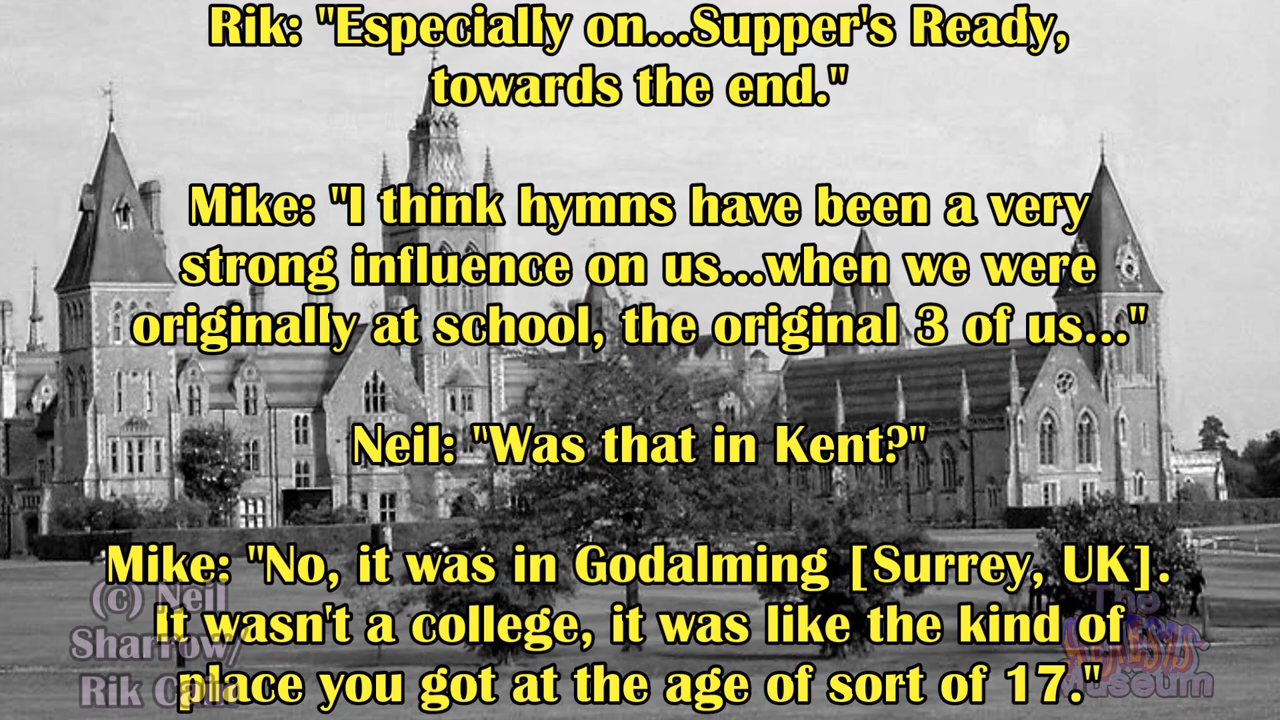 Rik: "Especially on...Supper's Ready,
towards the end."
Mike: "I think hymns have been a very
strong influence on us...when we were
originally at school, the original 3 of us..."
Neil: "Was that in Kent?"
Mike: "No, it was in Godalming [Surrey, UK].
It wasn't a college, it was like the kind of
place you got at the age of sort of 17."
(c) Neil
Sharrow/
Rik Cain
The
Genesis
Museum